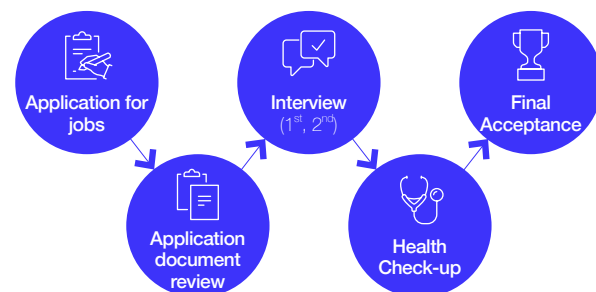 Application for
jobs
Application
document
review
Interview
(1st, 2nd)
Health
Check-up
Final
Acceptance